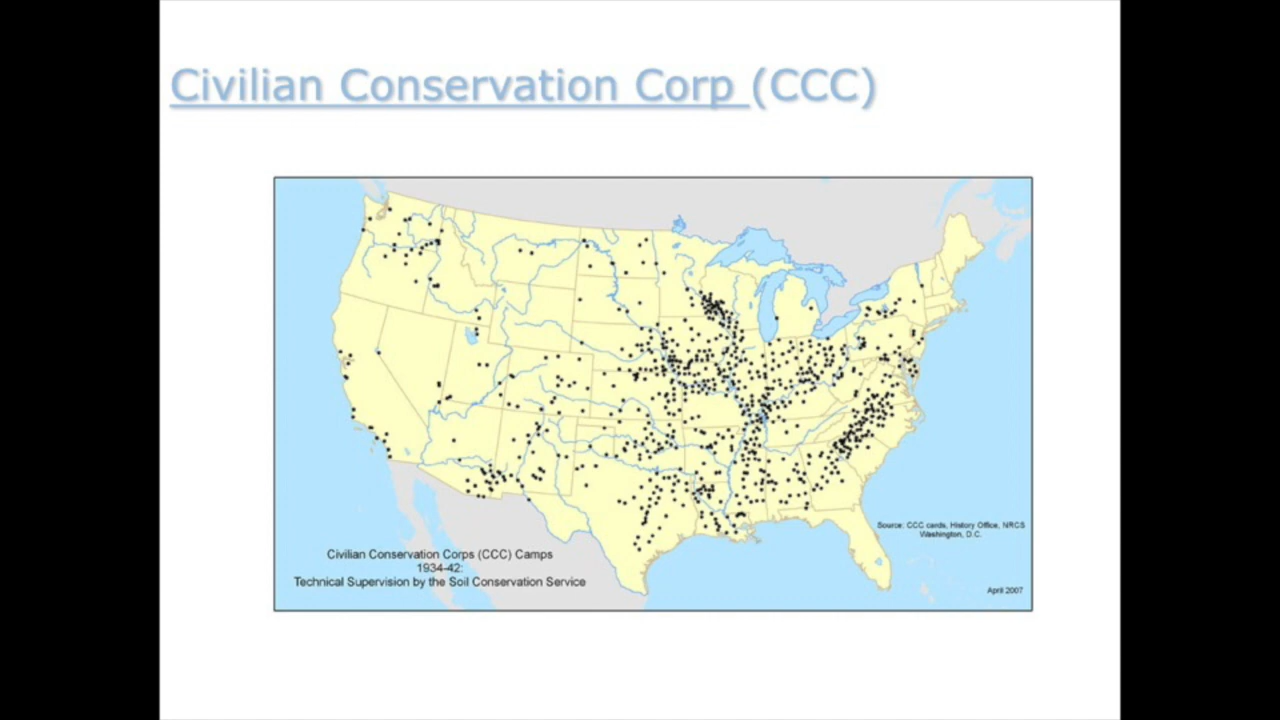 Civilian Conservation Corp (CCC)
Source: CCC cards, History Office, NRCS
Washington, D.C.
Civilian Conservation Corps (CCC) Camps
1934-42:
Technical Supervision by the Soil Conservation Service
April 2007